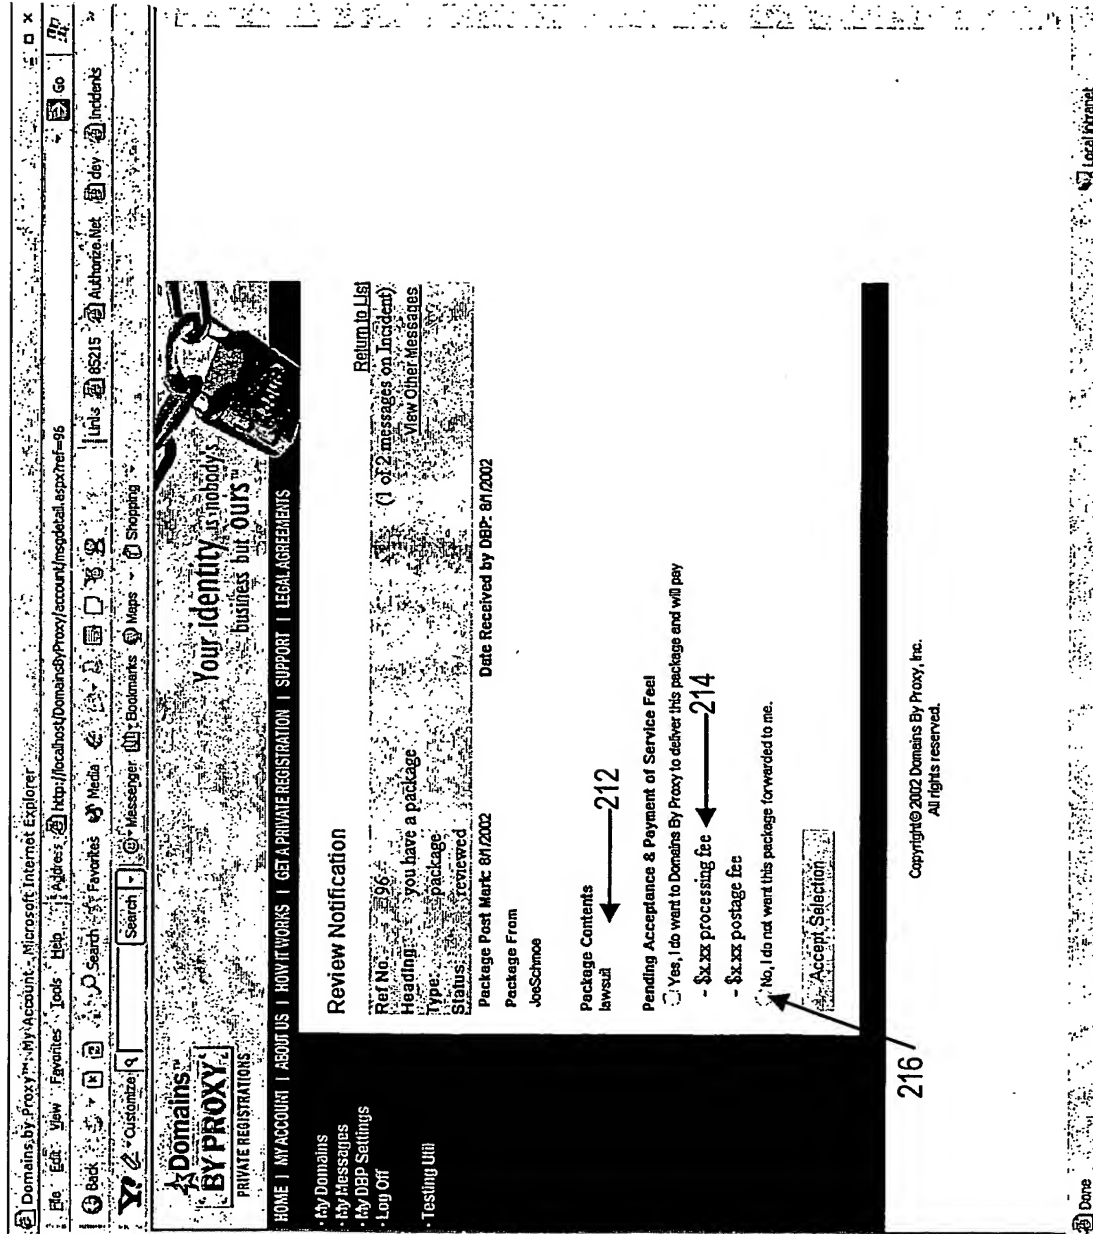 Domains by Proxy™: My Account - Microsoft Internet Explorer
File Edit View Favorites Tools Help Address http://localhost/DomainsByProxy/account/msgdetail.aspx?ref=96 Go
Back Search Favorites Media Links 85215 Authorize.Net dev Incidents
Y! Customize Search Messenger Bookmarks Maps Shopping
Domains™
BY PROXY
PRIVATE REGISTRATIONS
Your identity is nobody's
business but ours™
HOME | MY ACCOUNT | ABOUT US | HOW IT WORKS | GET A PRIVATE REGISTRATION | SUPPORT | LEGAL AGREEMENTS
· My Domains
· My Messages
· My DBP Settings
· Log Off
· Testing Util
Review Notification
Return to List
Ref No. 96 (1 of 2 messages on Incident)
Heading: you have a package View Other Messages
Type: package
Status: reviewed
Package Post Mark: 8/1/2002 Date Received by DBP: 8/1/2002
Package From
JoeSchmoe
Package Contents
lawsuit
212
Pending Acceptance & Payment of Service Feel
Yes, I do want to Domains By Proxy to deliver this package and will pay
- $x.xx processing fee 214
- $x.xx postage fee
No, I do not want this package forwarded to me.
216
Accept Selection
Copyright© 2002 Domains By Proxy, Inc.
All rights reserved.
Done Local intranet